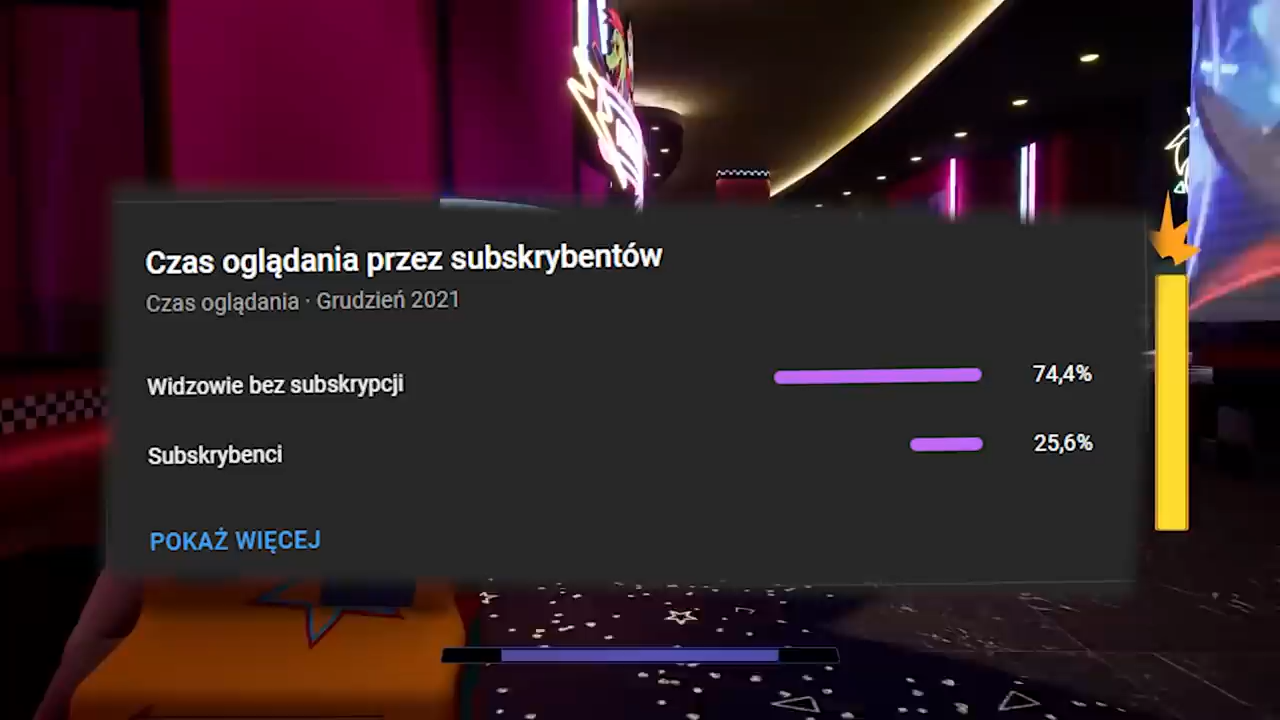 Czas oglądania przez subskrybentów
Czas oglądania · Grudzień 2021
Widzowie bez subskrypcji 74,4%
Subskrybenci 25,6%
POKAŻ WIĘCEJ